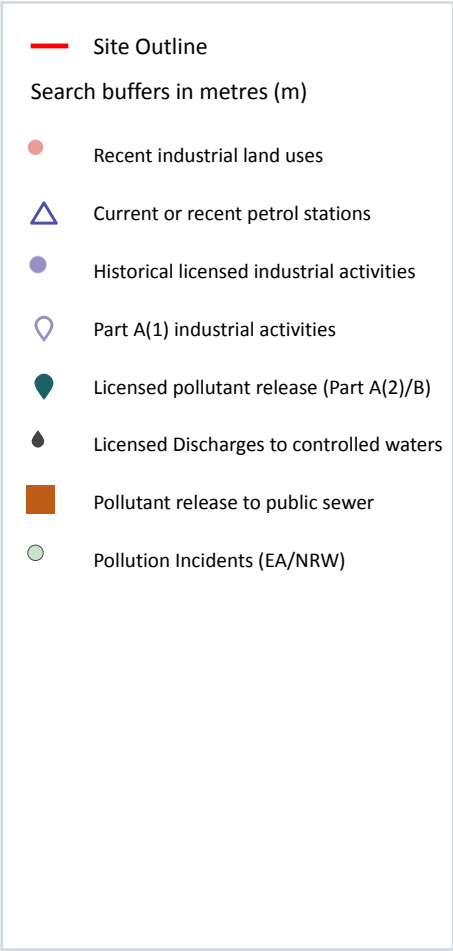 Site Outline
Search buffers in metres (m)
Recent industrial land uses
Current or recent petrol stations
Historical licensed industrial activities
Part A(1) industrial activities
Licensed pollutant release (Part A(2)/B)
Licensed Discharges to controlled waters
Pollutant release to public sewer
Pollution Incidents (EA/NRW)